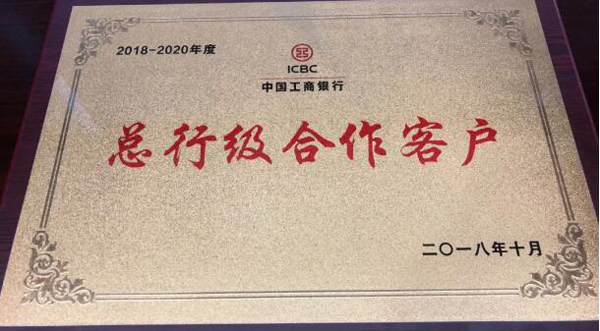 2018-2020年度
ICBC
中国工商银行
总行级合作客户
二〇一八年十月